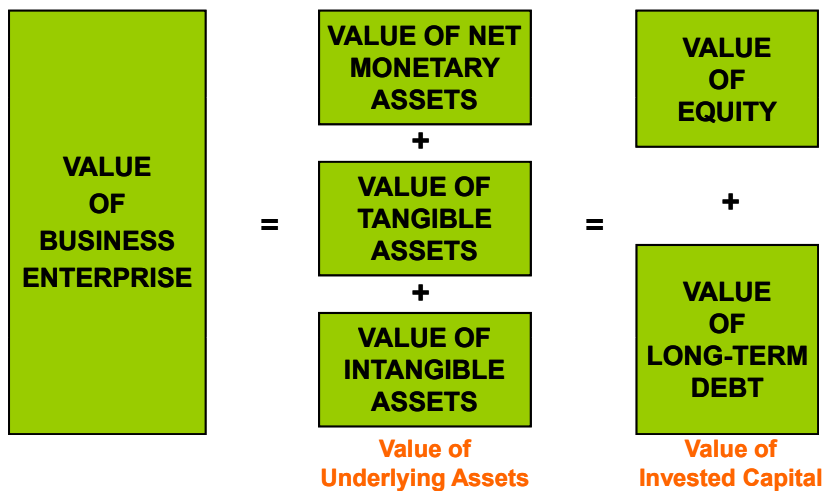 VALUE
OF
BUSINESS
ENTERPRISE
=
VALUE OF NET
MONETARY
ASSETS
+
VALUE OF
TANGIBLE
ASSETS
+
VALUE OF
INTANGIBLE
ASSETS
Value of
Underlying Assets
=
VALUE
OF
EQUITY
+
VALUE
OF
LONG-TERM
DEBT
Value of
Invested Capital